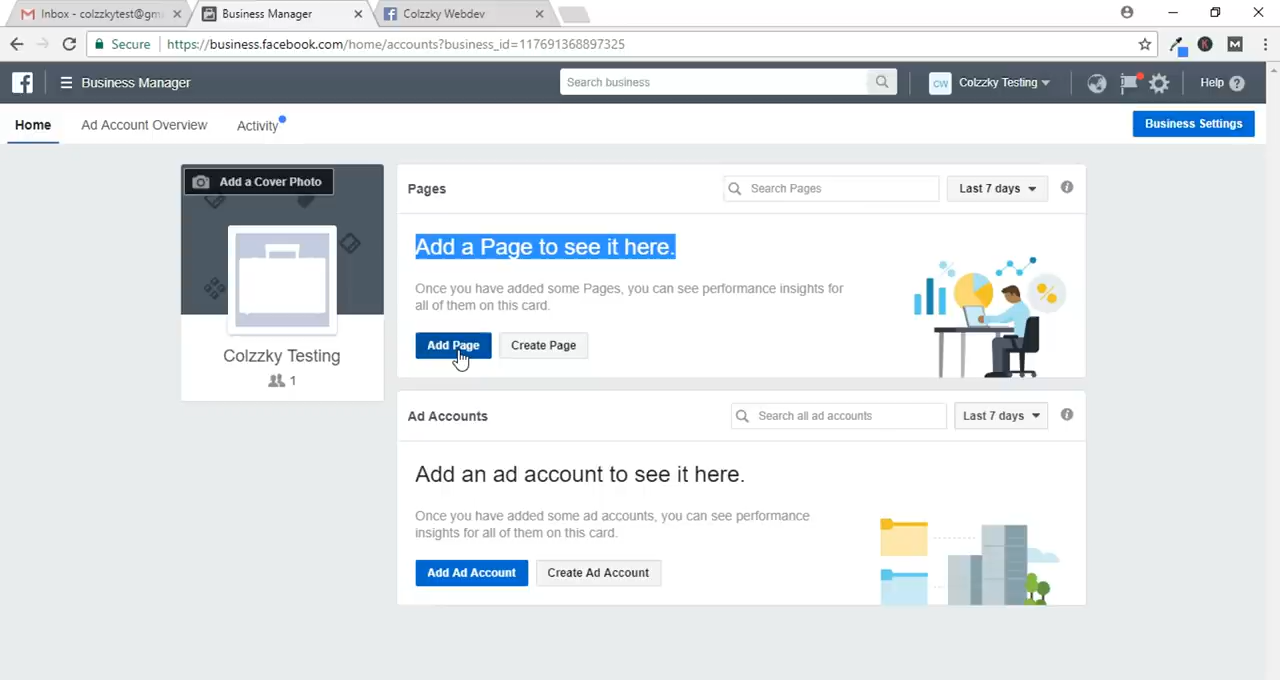 Inbox - colzzkytest@gm
Business Manager
Colzzky Webdev
Secure
https://business.facebook.com/home/accounts?business_id=117691368897325
Business Manager
Search business
CW
Colzzky Testing
Help
Home
Ad Account Overview
Activity
Business Settings
Add a Cover Photo
Colzzky Testing
1
Pages
Search Pages
Last 7 days
Add a Page to see it here.
Once you have added some Pages, you can see performance insights for
all of them on this card.
Add Page
Create Page
Ad Accounts
Search all ad accounts
Last 7 days
Add an ad account to see it here.
Once you have added some ad accounts, you can see performance
insights for all of them on this card.
Add Ad Account
Create Ad Account